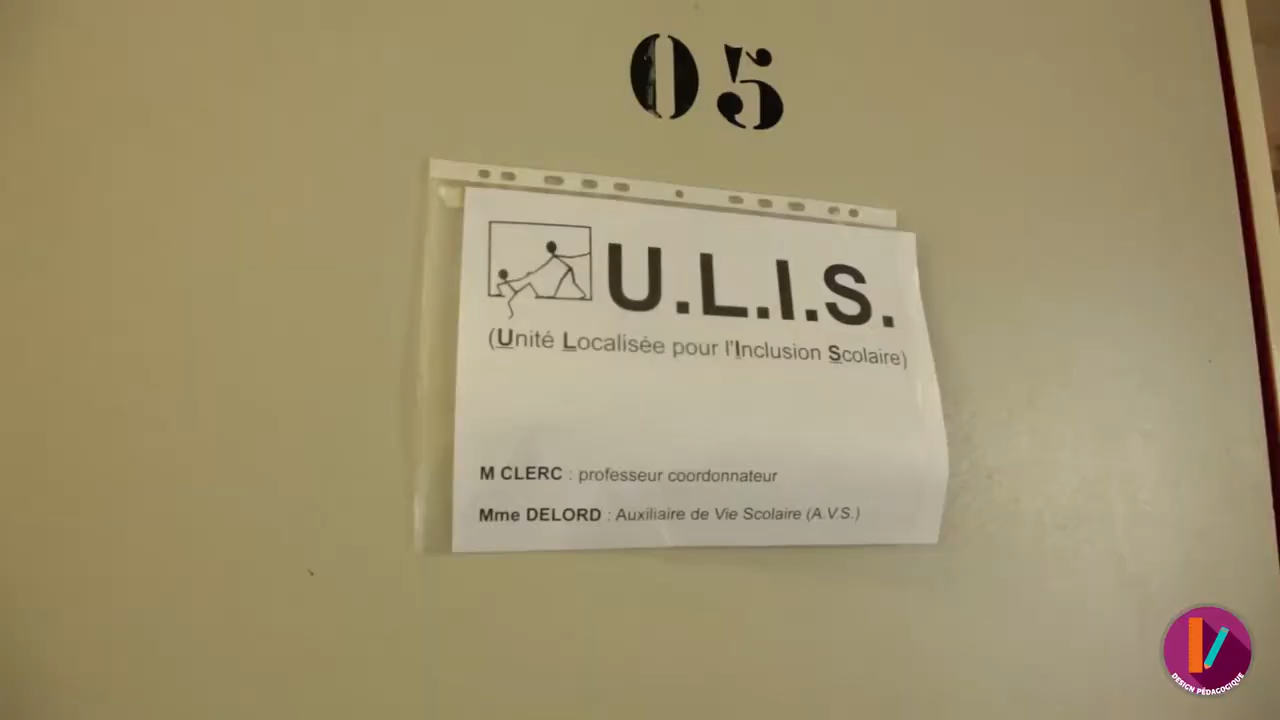 05
U.L.I.S.
(Unité Localisée pour l'Inclusion Scolaire)
M CLERC : professeur coordonnateur
Mme DELORD : Auxiliaire de Vie Scolaire (A.V.S.)
DESIGN PÉDAGOGIQUE